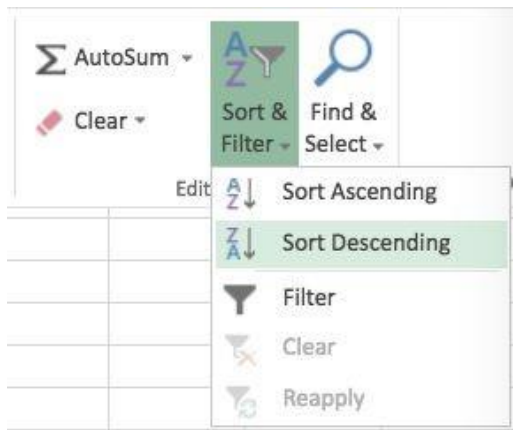 AutoSum
Clear
Sort &
Filter
Find &
Select
Edit
Sort Ascending
Sort Descending
Filter
Clear
Reapply